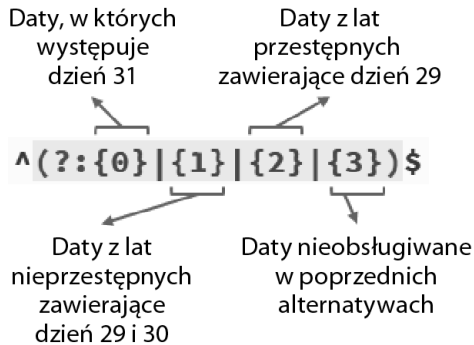 Daty, w których
występuje
dzień 31
Daty z lat
przestępnych
zawierające dzień 29
^(?:{0}|{1}|{2}|{3})$
Daty z lat
nieprzestępnych
zawierające
dzień 29 i 30
Daty nieobsługiwane
w poprzednich
alternatywach